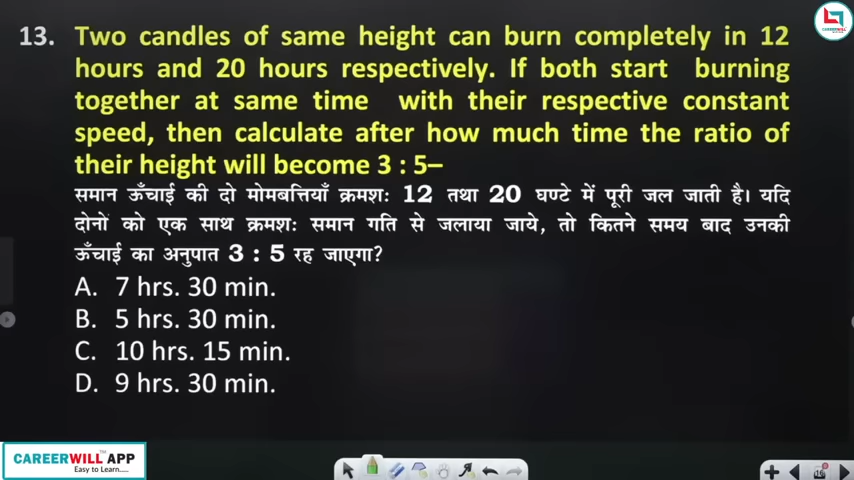 13. Two candles of same height can burn completely in 12
hours and 20 hours respectively. If both start burning
together at same time with their respective constant
speed, then calculate after how much time the ratio of
their height will become 3 : 5–
समान ऊँचाई की दो मोमबत्तियाँ क्रमशः 12 तथा 20 घण्टे में पूरी जल जाती है। यदि
दोनों को एक साथ क्रमशः समान गति से जलाया जाये, तो कितने समय बाद उनकी
ऊँचाई का अनुपात 3 : 5 रह जाएगा?
A. 7 hrs. 30 min.
B. 5 hrs. 30 min.
C. 10 hrs. 15 min.
D. 9 hrs. 30 min.
CAREERWILL
CAREERWILL APP
Easy to Learn.....